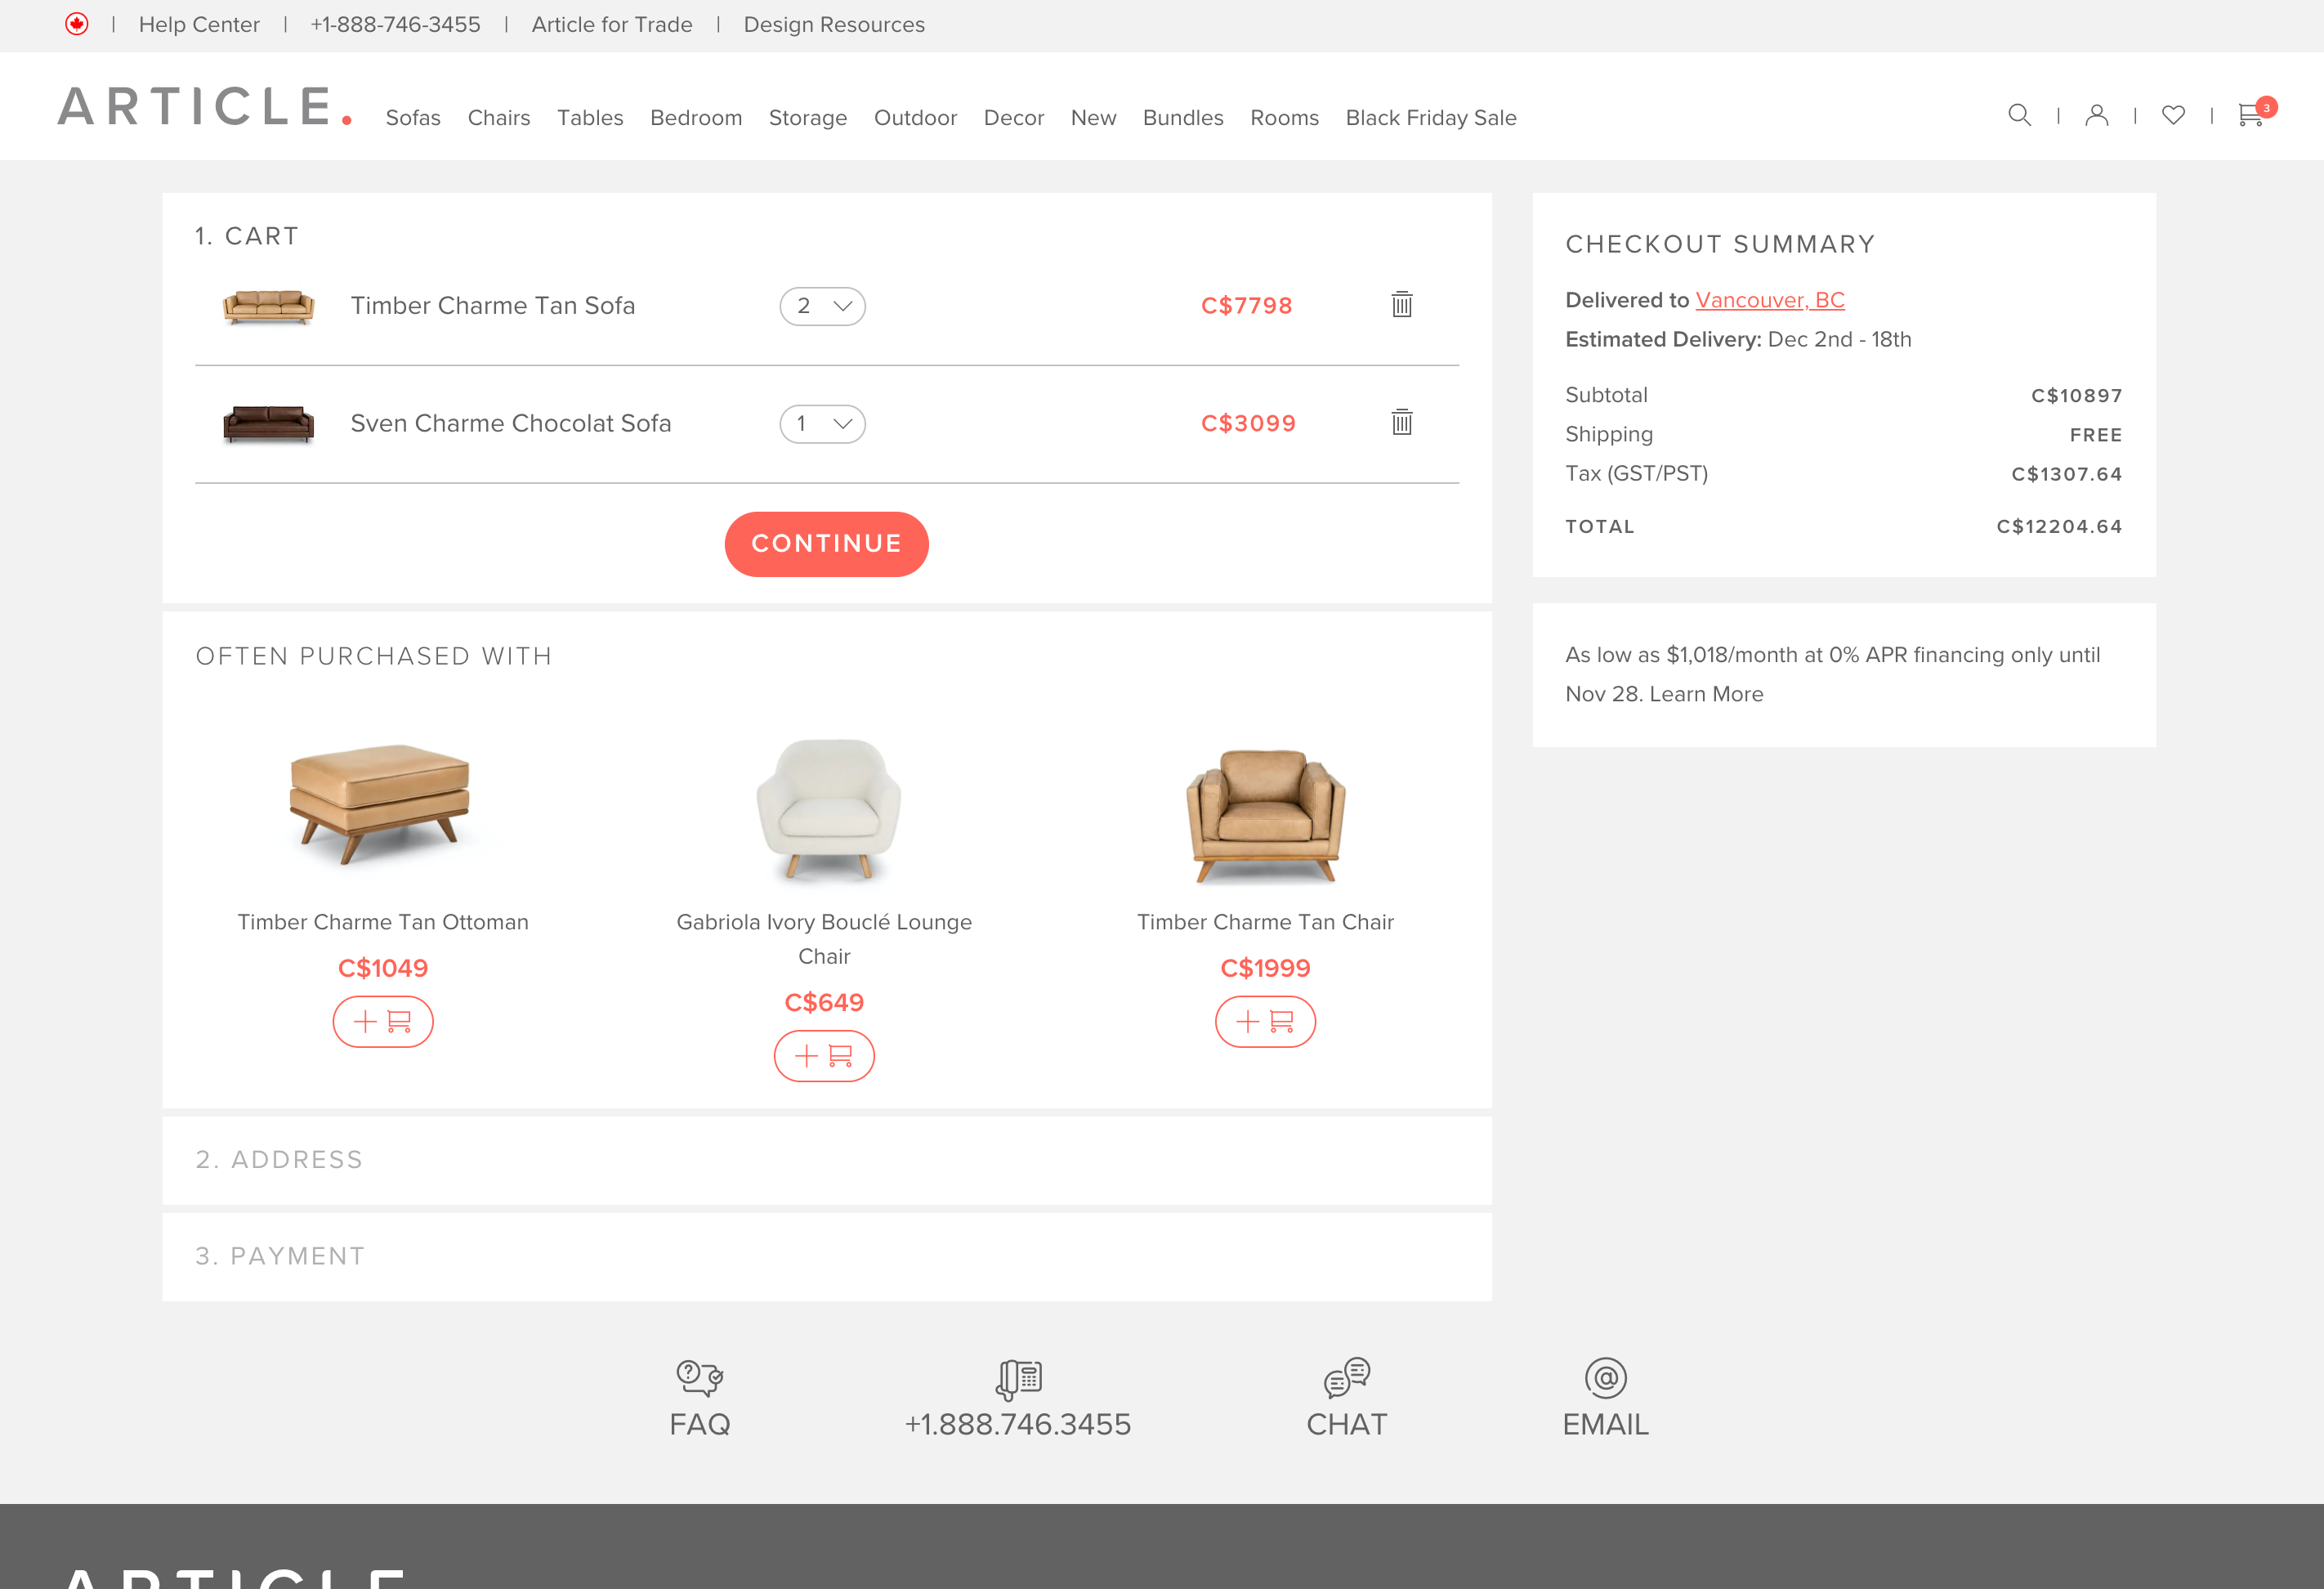 | Help Center | +1-888-746-3455 | Article for Trade | Design Resources
ARTICLE. Sofas Chairs Tables Bedroom Storage Outdoor Decor New Bundles Rooms Black Friday Sale | | | 3
1. CART
Timber Charme Tan Sofa 2 C$7798
Sven Charme Chocolat Sofa 1 C$3099
CONTINUE
CHECKOUT SUMMARY
Delivered to Vancouver, BC
Estimated Delivery: Dec 2nd - 18th
Subtotal C$10897
Shipping FREE
Tax (GST/PST) C$1307.64
TOTAL C$12204.64
As low as $1,018/month at 0% APR financing only until
Nov 28. Learn More
OFTEN PURCHASED WITH
Timber Charme Tan Ottoman
C$1049
Gabriola Ivory Bouclé Lounge
Chair
C$649
Timber Charme Tan Chair
C$1999
2. ADDRESS
3. PAYMENT
FAQ
+1.888.746.3455
CHAT
EMAIL
ARTICLE